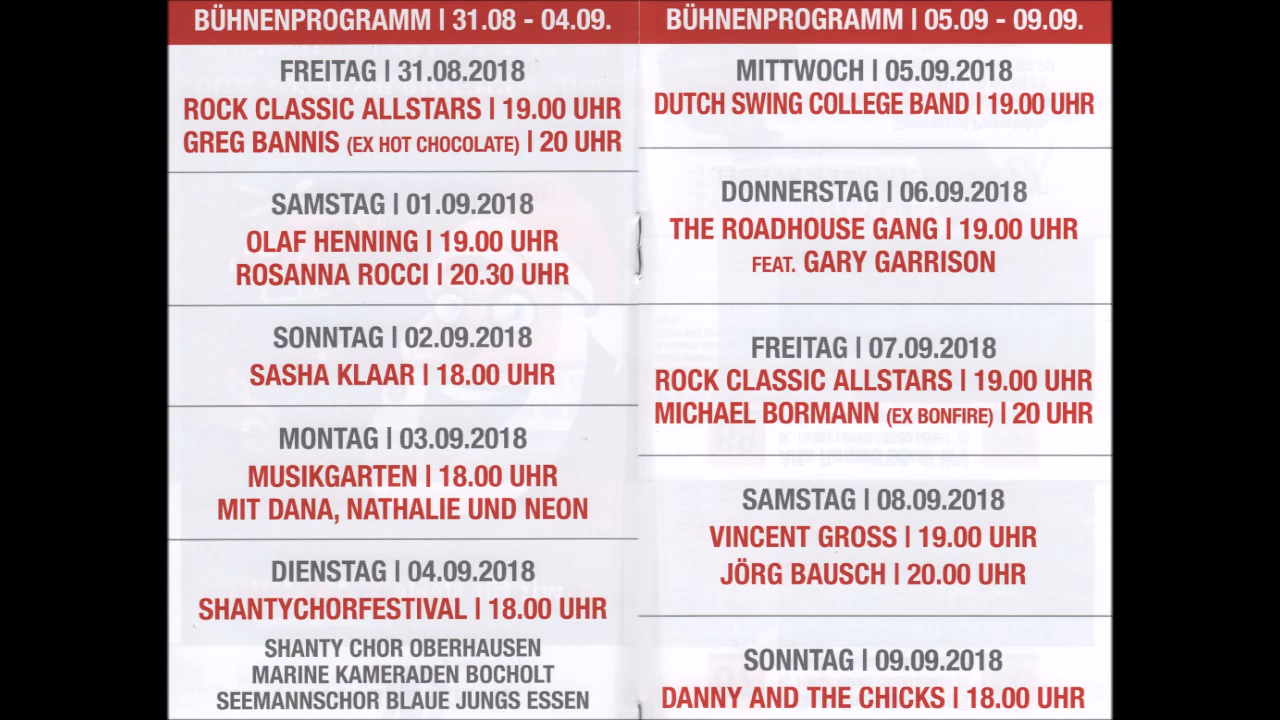 BÜHNENPROGRAMM | 31.08 - 04.09.
FREITAG | 31.08.2018
ROCK CLASSIC ALLSTARS | 19.00 UHR
GREG BANNIS (EX HOT CHOCOLATE) | 20 UHR
SAMSTAG | 01.09.2018
OLAF HENNING | 19.00 UHR
ROSANNA ROCCI | 20.30 UHR
SONNTAG | 02.09.2018
SASHA KLAAR | 18.00 UHR
MONTAG | 03.09.2018
MUSIKGARTEN | 18.00 UHR
MIT DANA, NATHALIE UND NEON
DIENSTAG | 04.09.2018
SHANTYCHORFESTIVAL | 18.00 UHR
SHANTY CHOR OBERHAUSEN
MARINE KAMERADEN BOCHOLT
SEEMANNSCHOR BLAUE JUNGS ESSEN
BÜHNENPROGRAMM | 05.09 - 09.09.
MITTWOCH | 05.09.2018
DUTCH SWING COLLEGE BAND | 19.00 UHR
DONNERSTAG | 06.09.2018
THE ROADHOUSE GANG | 19.00 UHR
FEAT. GARY GARRISON
FREITAG | 07.09.2018
ROCK CLASSIC ALLSTARS | 19.00 UHR
MICHAEL BORMANN (EX BONFIRE) | 20 UHR
SAMSTAG | 08.09.2018
VINCENT GROSS | 19.00 UHR
JÖRG BAUSCH | 20.00 UHR
SONNTAG | 09.09.2018
DANNY AND THE CHICKS | 18.00 UHR